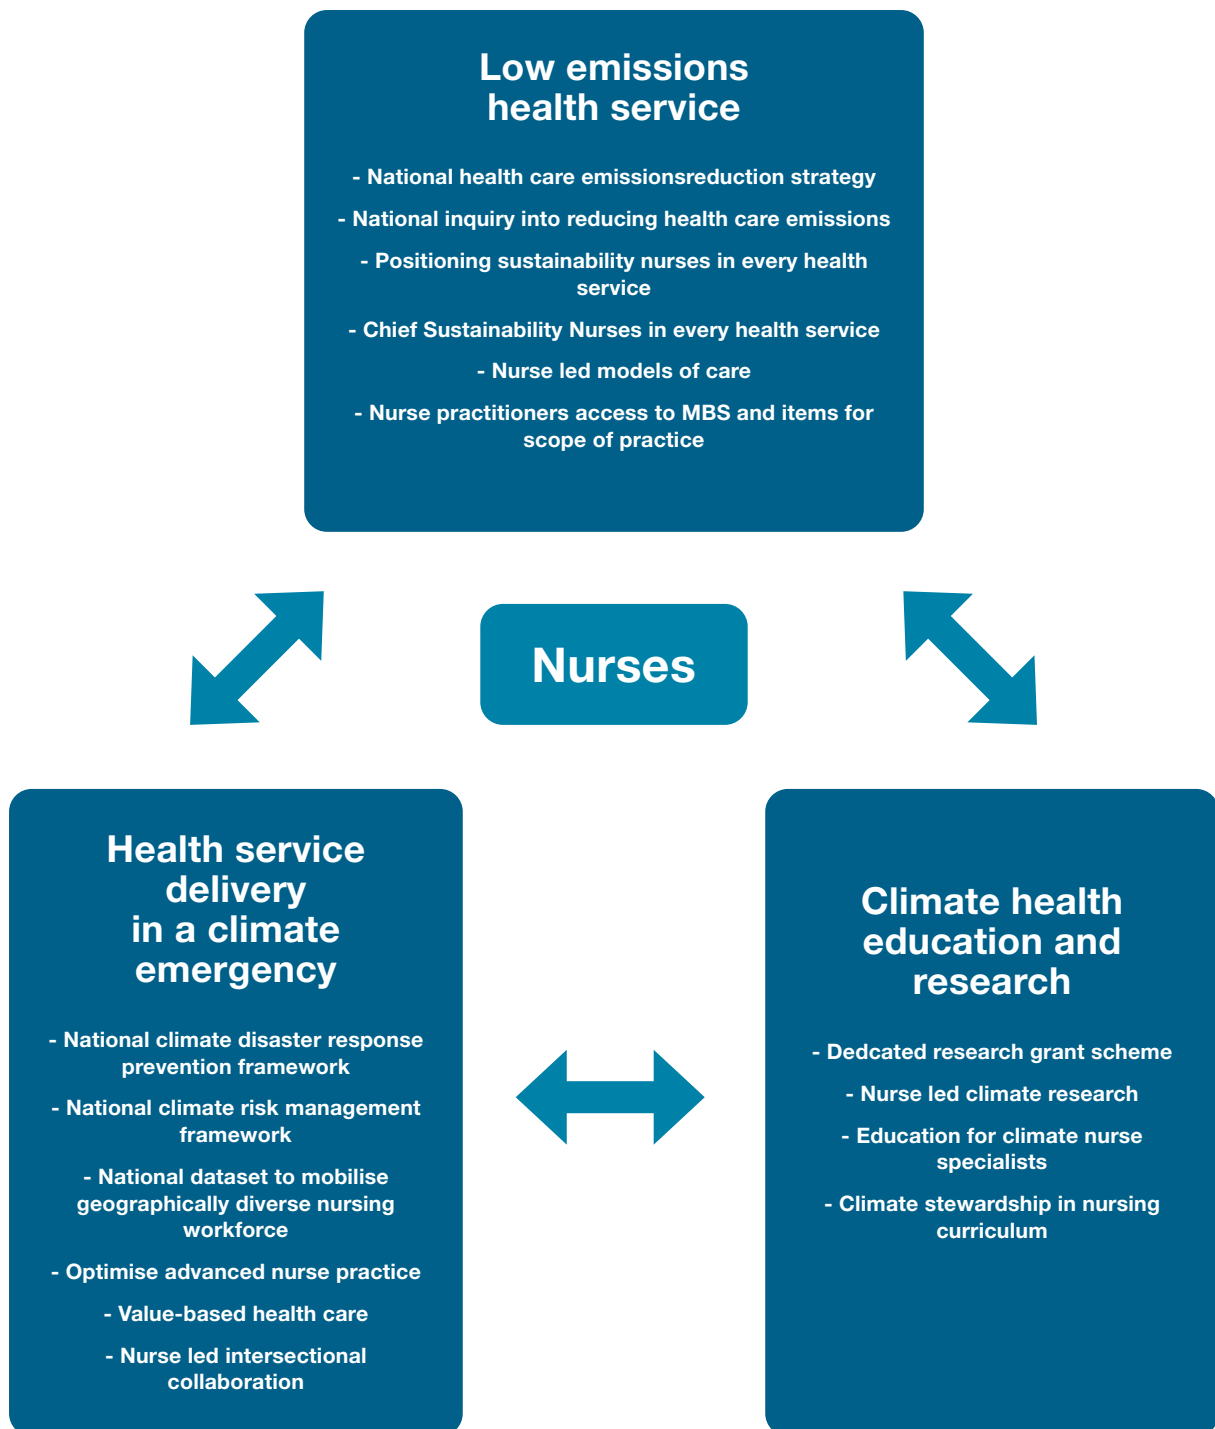 Low emissions
health service
- National health care emissionsreduction strategy
- National inquiry into reducing health care emissions
- Positioning sustainability nurses in every health
service
- Chief Sustainability Nurses in every health service
- Nurse led models of care
- Nurse practitioners access to MBS and items for
scope of practice
Nurses
Health service
delivery
in a climate
emergency
- National climate disaster response
prevention framework
- National climate risk management
framework
- National dataset to mobilise
geographically diverse nursing
workforce
- Optimise advanced nurse practice
- Value-based health care
- Nurse led intersectional
collaboration
Climate health
education and
research
- Dedcated research grant scheme
- Nurse led climate research
- Education for climate nurse
specialists
- Climate stewardship in nursing
curriculum